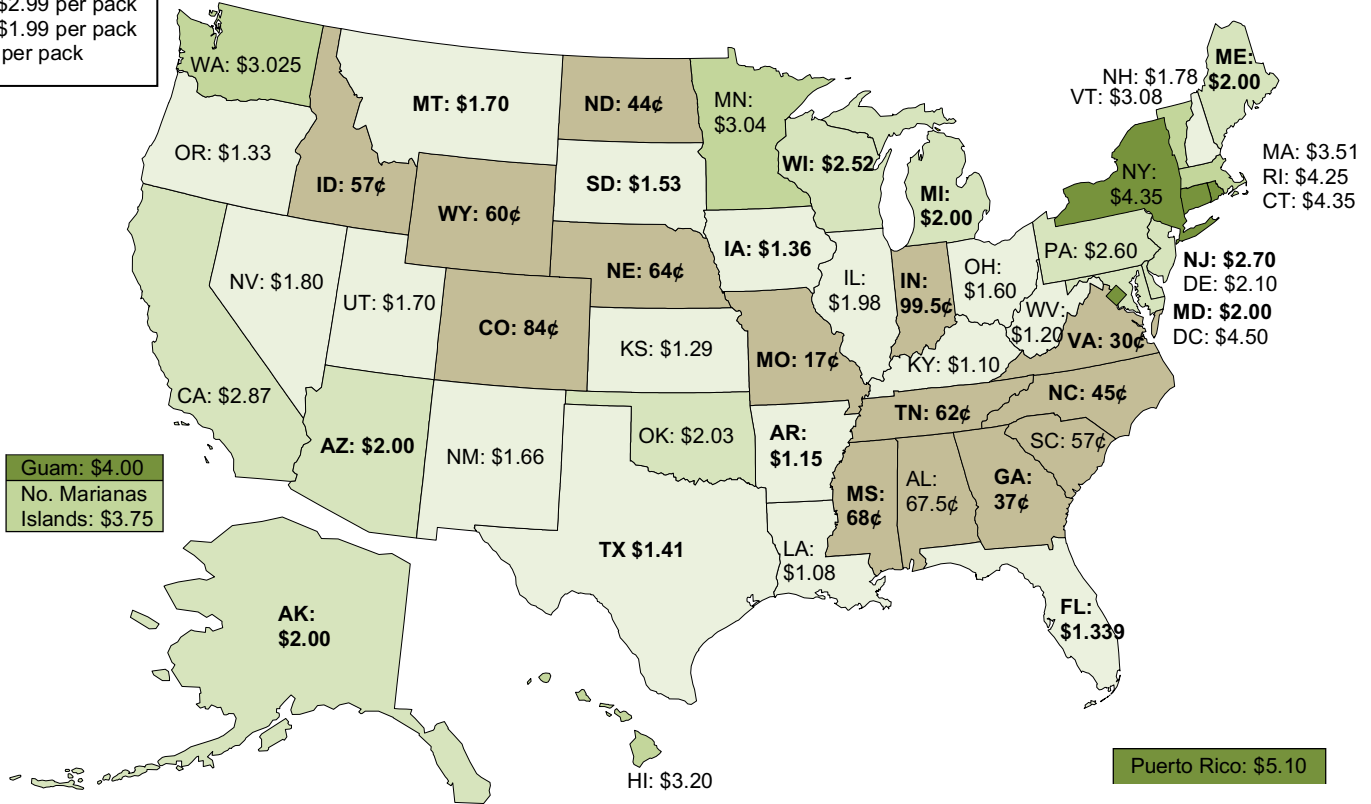 $2.99 per pack
$1.99 per pack
per pack
WA: $3.025
OR: $1.33
CA: $2.87
NV: $1.80
ID: 57¢
MT: $1.70
WY: 60¢
UT: $1.70
AZ: $2.00
CO: 84¢
NM: $1.66
ND: 44¢
SD: $1.53
NE: 64¢
KS: $1.29
OK: $2.03
TX $1.41
MN:
$3.04
IA: $1.36
MO: 17¢
AR:
$1.15
LA:
$1.08
WI: $2.52
IL:
$1.98
MI:
$2.00
IN:
99.5¢
OH:
$1.60
KY: $1.10
TN: 62¢
MS:
68¢
AL:
67.5¢
GA:
37¢
FL:
$1.339
SC: 57¢
NC: 45¢
VA: 30¢
WV:
$1.20
PA: $2.60
NY:
$4.35
NH: $1.78
VT: $3.08
ME:
$2.00
MA: $3.51
RI: $4.25
CT: $4.35
NJ: $2.70
DE: $2.10
MD: $2.00
DC: $4.50
Guam: $4.00
No. Marianas
Islands: $3.75
AK:
$2.00
HI: $3.20
Puerto Rico: $5.10